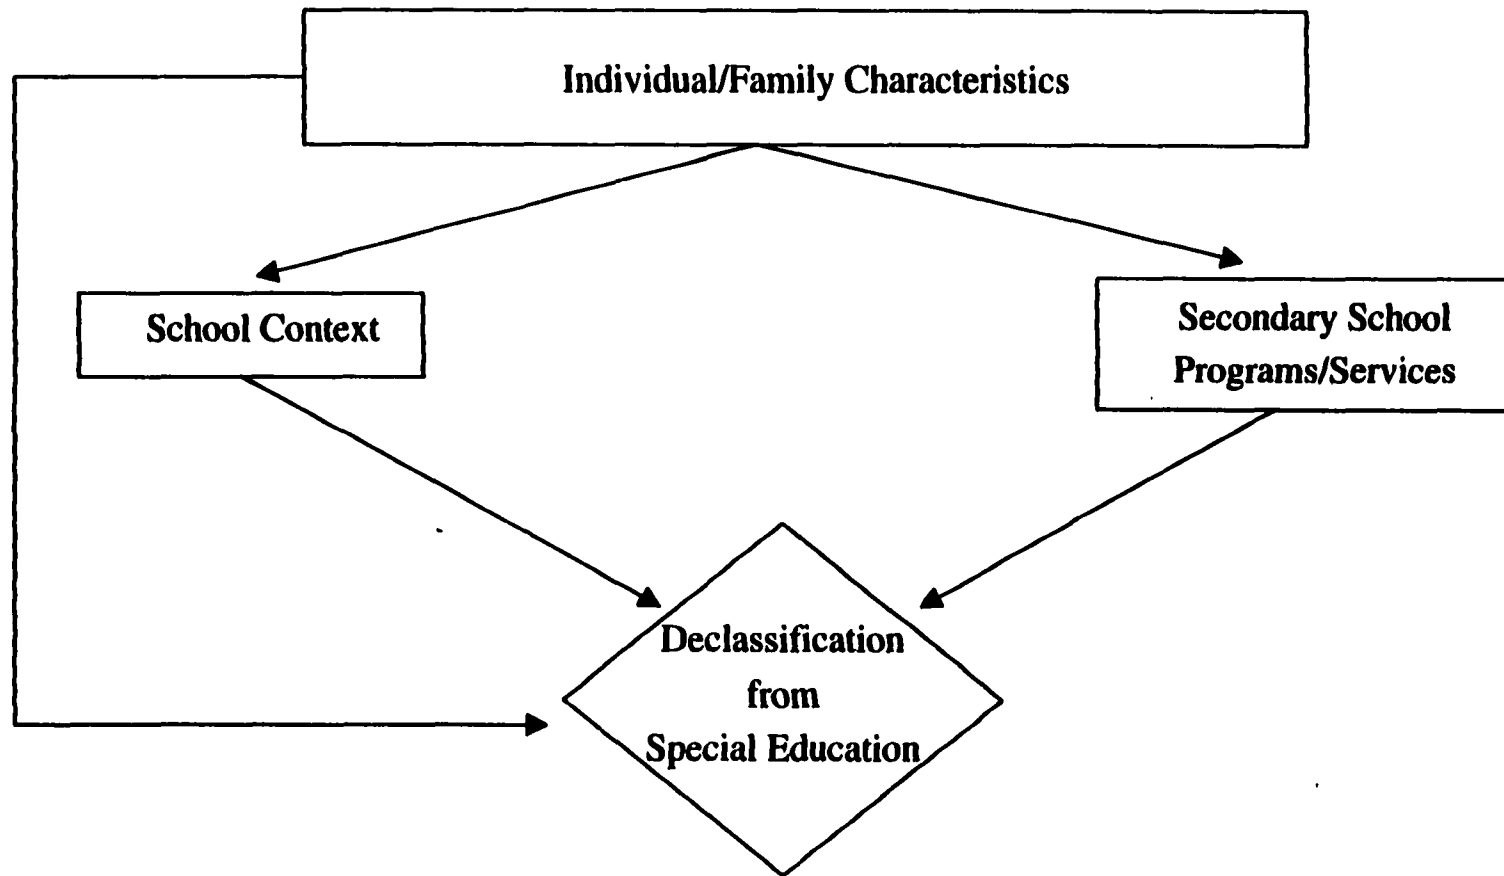 Individual/Family Characteristics
School Context
Secondary School
Programs/Services
Declassification
from
Special Education